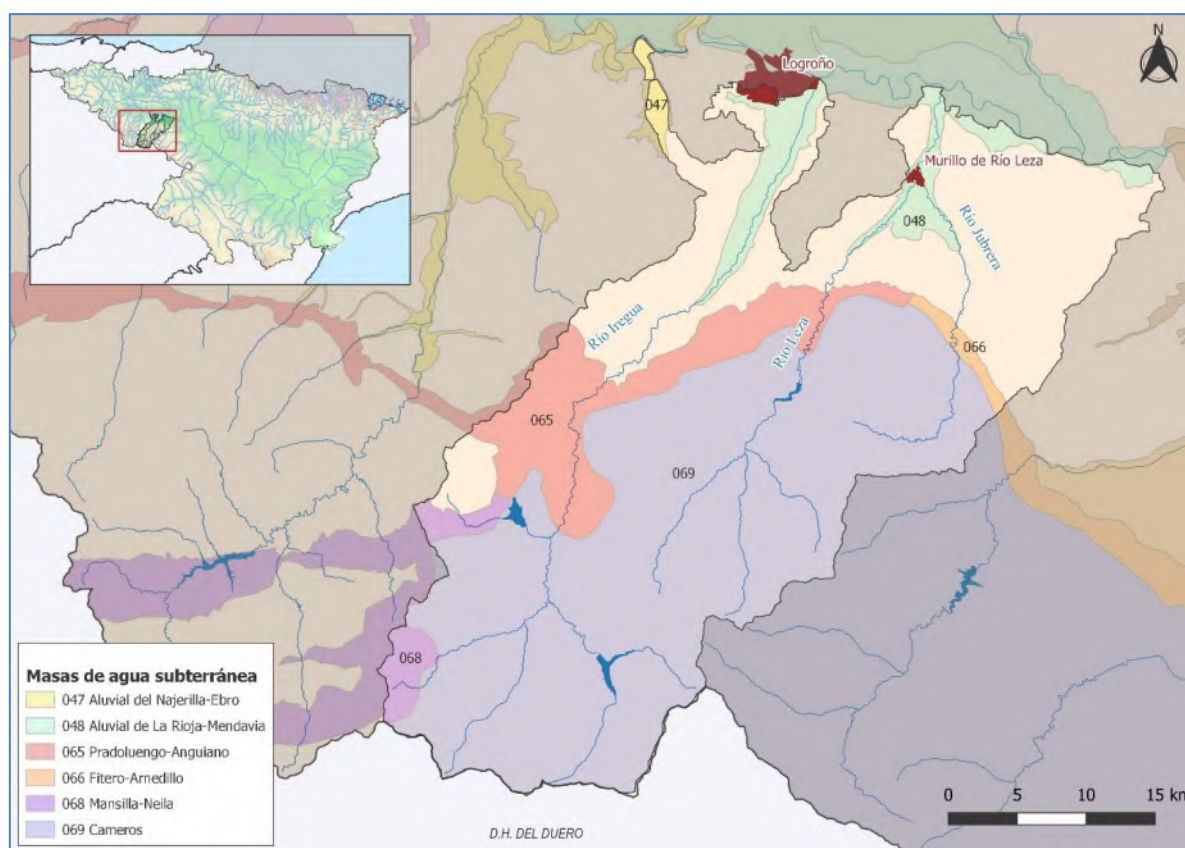 N
Logroño
047
Murillo de Río Leza
048
Río Jubrera
Río Iregua
Río Leza
066
065
069
068
Masas de agua subterránea
047 Aluvial del Najerilla-Ebro
048 Aluvial de La Rioja-Mendavia
065 Pradoluengo-Anguiano
066 Fitero-Arnedillo
068 Mansilla-Neila
069 Cameros
0 5 10 15 km
D.H. DEL DUERO